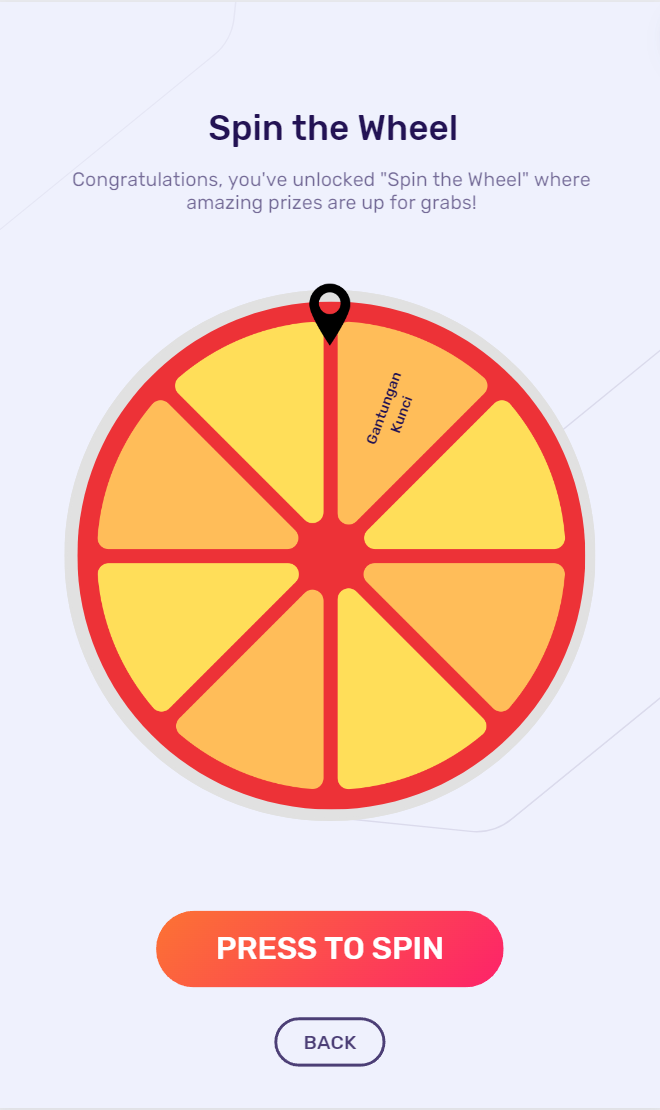 Spin the Wheel
Congratulations, you've unlocked "Spin the Wheel" where
amazing prizes are up for grabs!
Gantungan
Kunci
PRESS TO SPIN
BACK